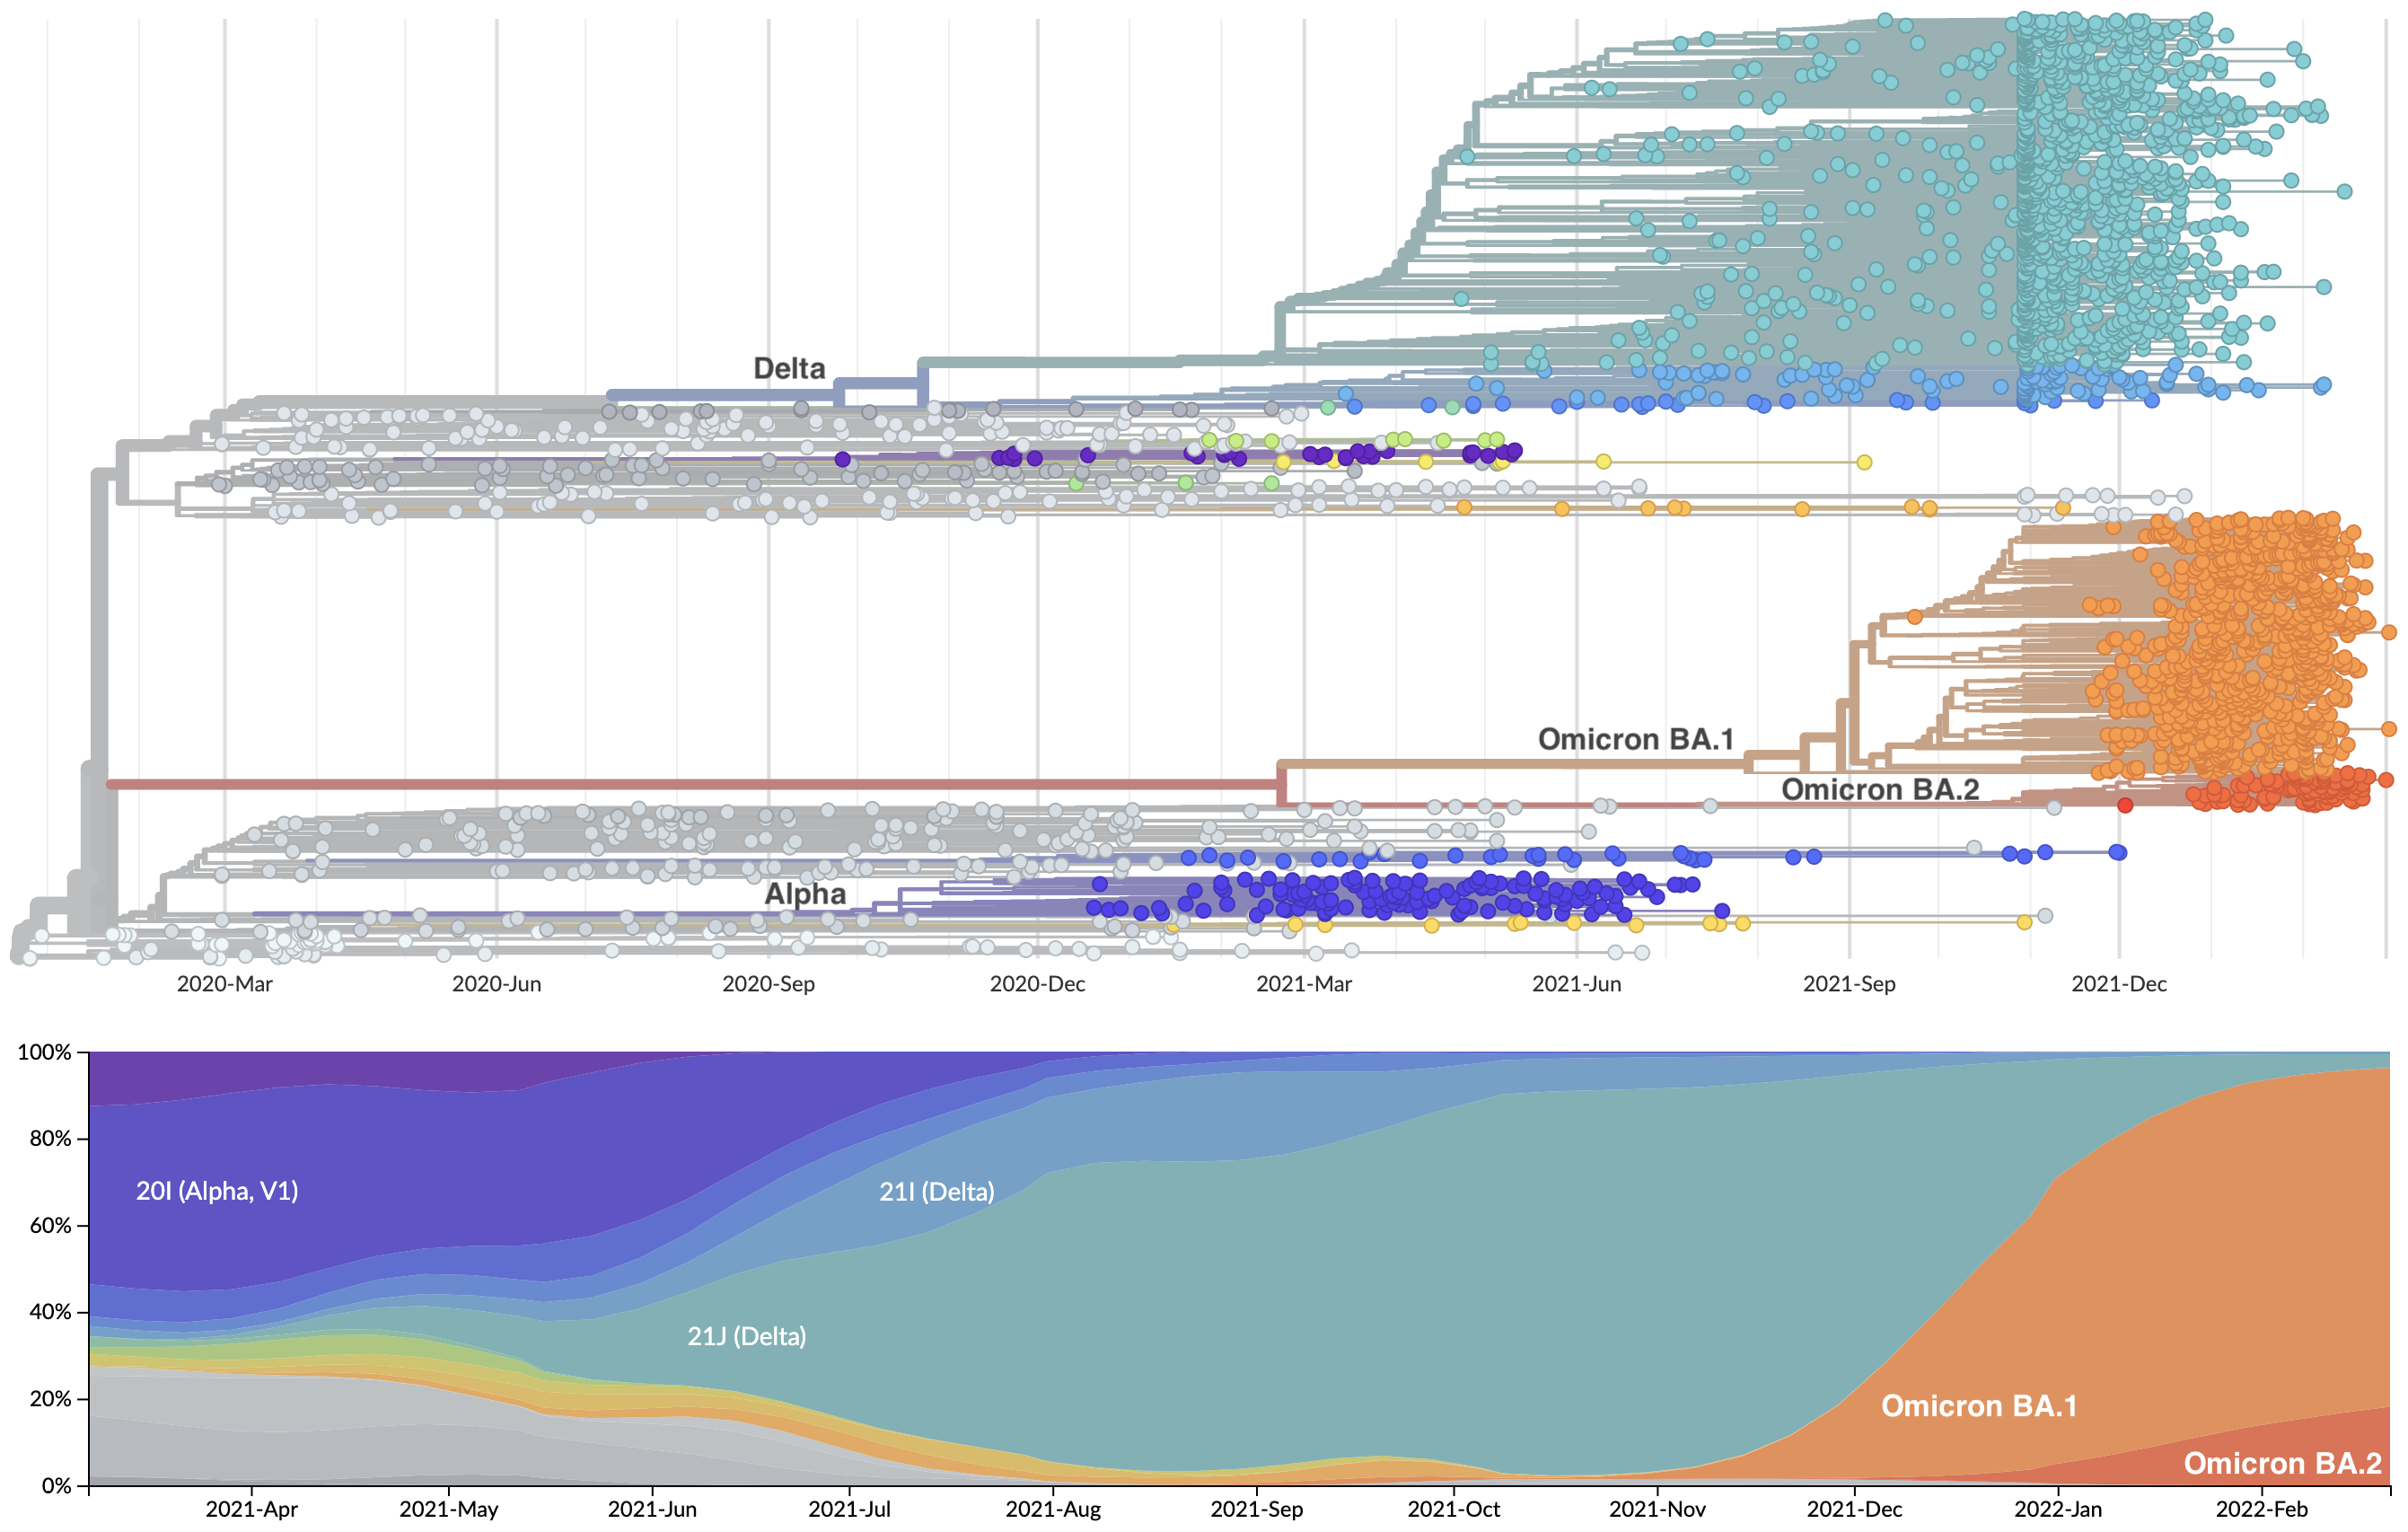 Delta
Omicron BA.1
Omicron BA.2
Alpha
2020-Mar 2020-Jun 2020-Sep 2020-Dec 2021-Mar 2021-Jun 2021-Sep 2021-Dec
100%
80%
20I (Alpha, V1) 21I (Delta)
60%
40%
21J (Delta)
20%
Omicron BA.1
Omicron BA.2
0%
2021-Apr 2021-May 2021-Jun 2021-Jul 2021-Aug 2021-Sep 2021-Oct 2021-Nov 2021-Dec 2022-Jan 2022-Feb